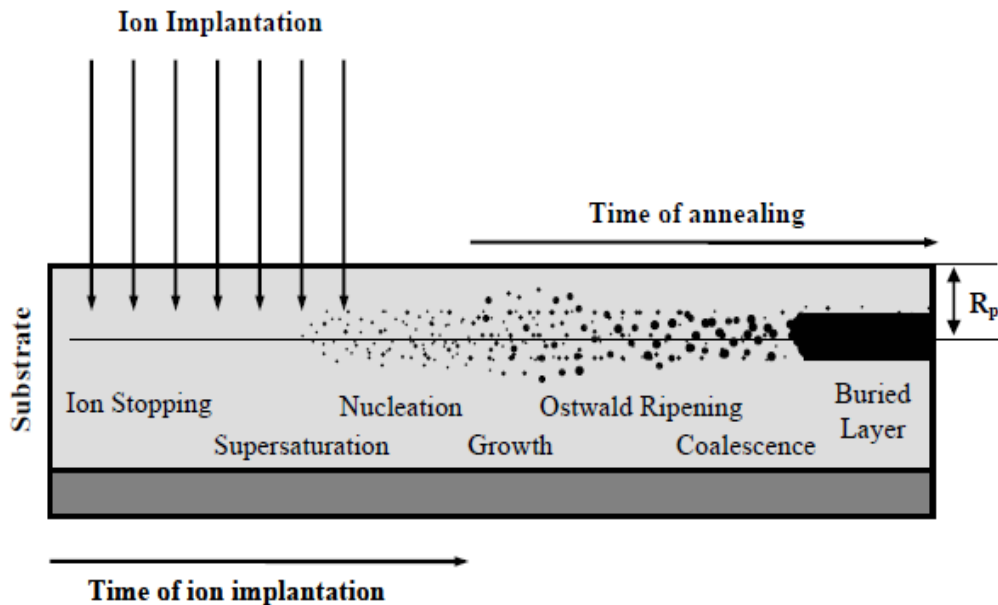 Ion Implantation
Time of annealing
R_p
Substrate
Ion Stopping
Nucleation
Ostwald Ripening
Buried
Layer
Supersaturation
Growth
Coalescence
Time of ion implantation